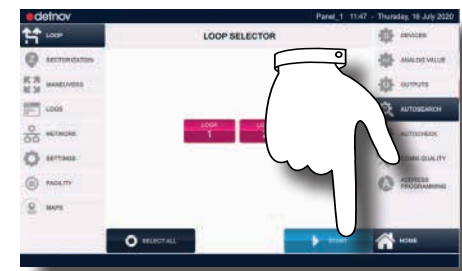 detnov
Panel_1 11:47 - Thursday, 16 July 2020
LOOP
SECTORIZATION
MANEUVERS
LOGS
NETWORK
SETTINGS
FACILITY
MAPS
LOOP SELECTOR
LOOP
1
SELECT ALL
START
DEVICES
ANALOG VALUE
OUTPUTS
AUTOSEARCH
AUTOCHECK
QUALITY
ADDRESS
PROGRAMMING
HOME